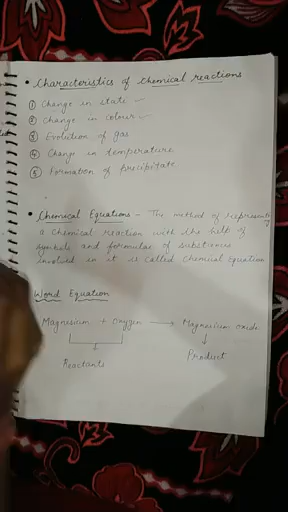 • Characteristics of Chemical reactions
① Change in state
② Change in colour
③ Evolution of gas
④ Change in temperature
⑤ Formation of precipitate
• Chemical Equations - The method of representing
a chemical reaction with the help of
symbols and formulas of substances
involved in it is called Chemical Equation
Word Equation
Magnesium + Oxygen → Magnesium oxide
Reactants Product